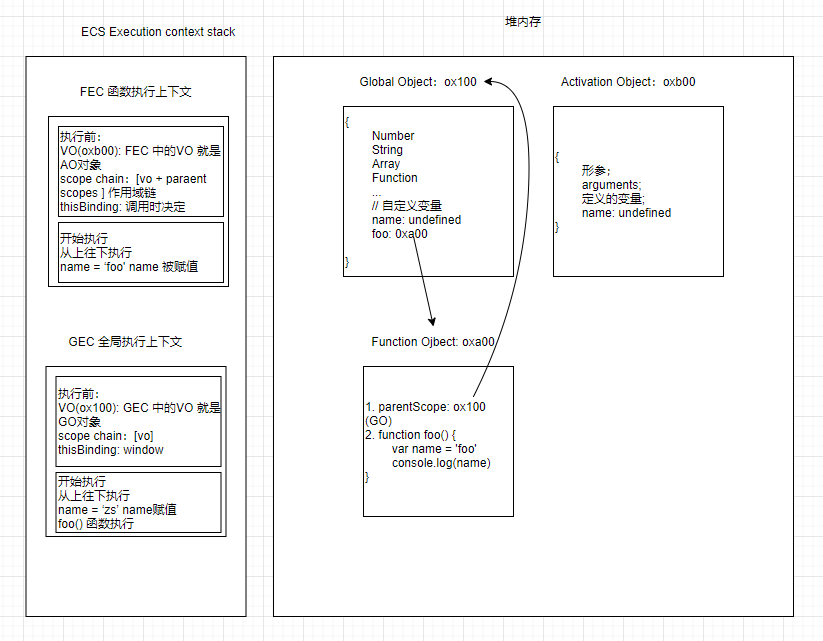 ECS Execution context stack
FEC 函数执行上下文
执行前：
VO(oxb00): FEC 中的VO 就是
AO对象
scope chain：[vo + paraent
scopes ] 作用域链
thisBinding: 调用时决定
开始执行
从上往下执行
name = ‘foo' name 被赋值
GEC 全局执行上下文
执行前：
VO(ox100): GEC 中的VO 就是
GO对象
scope chain：[vo]
thisBinding: window
开始执行
从上往下执行
name = ‘zs’ name赋值
foo() 函数执行
堆内存
Global Object：ox100
{
Number
String
Array
Function
...
// 自定义变量
name: undefined
foo: 0xa00
}
Activation Object：oxb00
{
形参；
arguments;
定义的变量;
name: undefined
}
Function Ojbect: oxa00
1. parentScope: ox100
(GO)
2. function foo() {
var name = 'foo'
console.log(name)
}